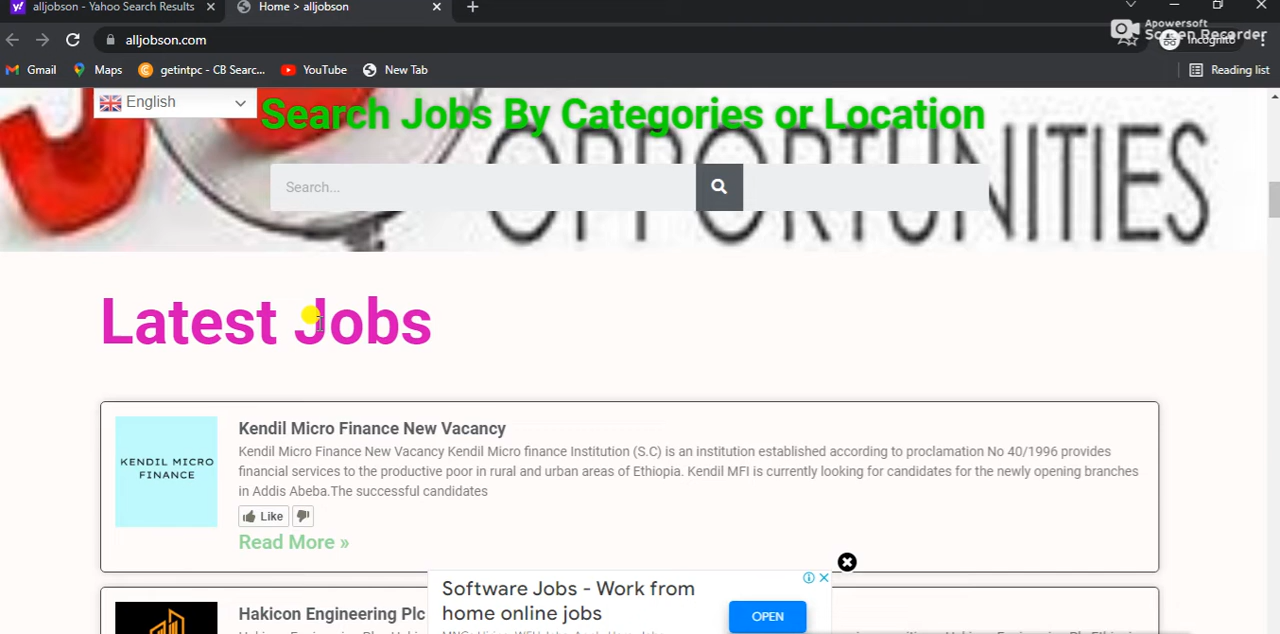 alljobson - Yahoo Search Results
Home > alljobson
Apowersoft
Screen Recorder
alljobson.com
Incognito
Gmail
Maps
getintpc - CB Searc...
YouTube
New Tab
Reading list
English
Search Jobs By Categories or Location
OPPORTUNITIES
Search...
Latest Jobs
KENDIL MICRO
FINANCE
Kendil Micro Finance New Vacancy
Kendil Micro Finance New Vacancy Kendil Micro finance Institution (S.C) is an institution established according to proclamation No 40/1996 provides
financial services to the productive poor in rural and urban areas of Ethiopia. Kendil MFI is currently looking for candidates for the newly opening branches
in Addis Abeba.The successful candidates
Like
Read More »
Hakicon Engineering Plc
Software Jobs - Work from
home online jobs
OPEN